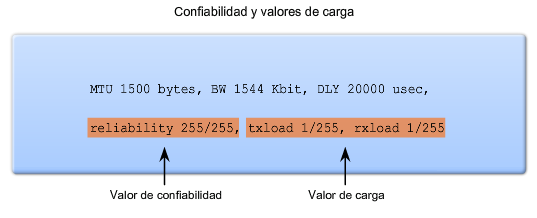 Confiabilidad y valores de carga
MTU 1500 bytes, BW 1544 Kbit, DLY 20000 usec,
reliability 255/255, txload 1/255, rxload 1/255
Valor de confiabilidad
Valor de carga